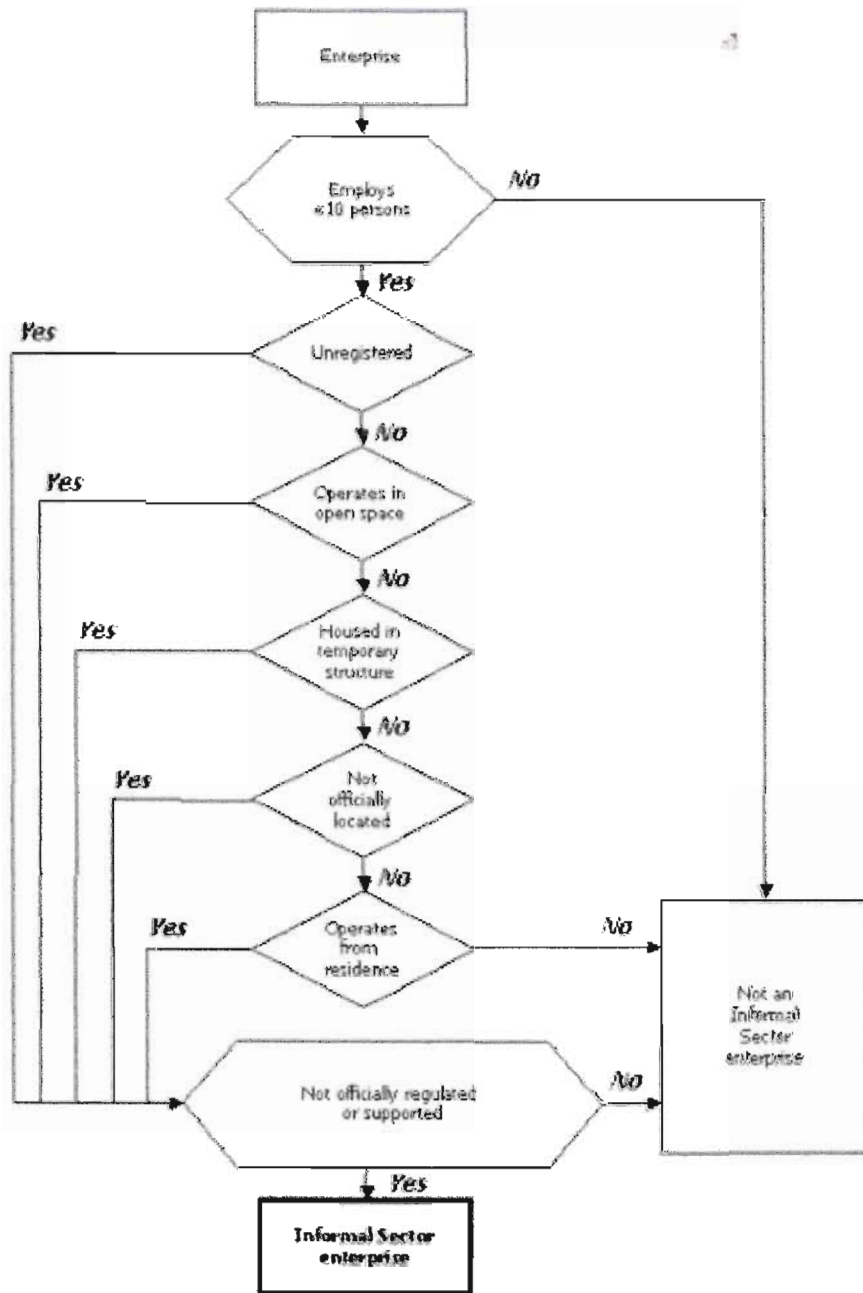 Enterprise
Employs
<10 persons
No
Yes
Yes
Unregistered
No
Yes
Operates in
open space
No
Yes
Housed in
temporary
structure
No
Yes
Not
officially
located
No
Yes
Operates
from
residence
No
Not an
Informal
Sector
enterprise
Not officially regulated
or supported
No
Yes
Informal Sector
enterprise